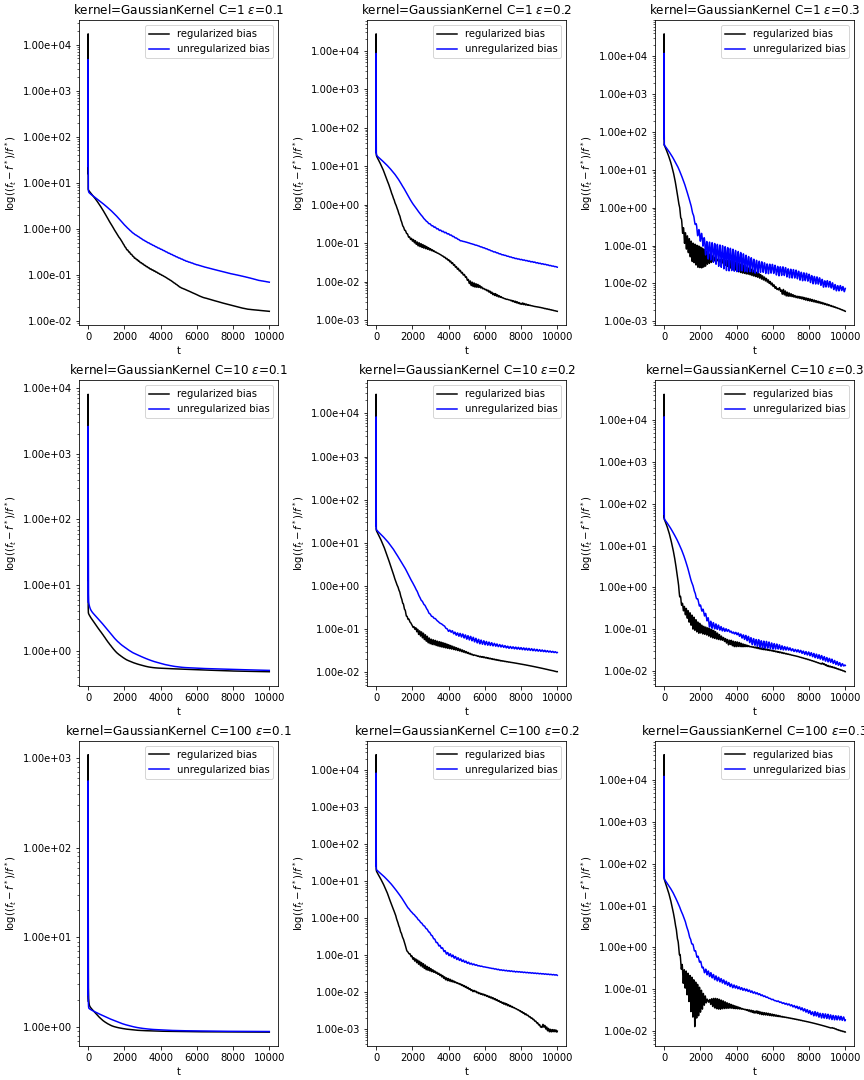 kernel=GaussianKernel C=1 ε=0.1
regularized bias
unregularized bias
1.00e+04
1.00e+03
1.00e+02
1.00e+01
1.00e+00
1.00e-01
1.00e-02
log((f_t − f*)/f*)
0 2000 4000 6000 8000 10000
t
kernel=GaussianKernel C=1 ε=0.2
regularized bias
unregularized bias
1.00e+04
1.00e+03
1.00e+02
1.00e+01
1.00e+00
1.00e-01
1.00e-02
1.00e-03
log((f_t − f*)/f*)
0 2000 4000 6000 8000 10000
t
kernel=GaussianKernel C=1 ε=0.3
regularized bias
unregularized bias
1.00e+04
1.00e+03
1.00e+02
1.00e+01
1.00e+00
1.00e-01
1.00e-02
1.00e-03
log((f_t − f*)/f*)
0 2000 4000 6000 8000 10000
t
kernel=GaussianKernel C=10 ε=0.1
regularized bias
unregularized bias
1.00e+04
1.00e+03
1.00e+02
1.00e+01
1.00e+00
log((f_t − f*)/f*)
0 2000 4000 6000 8000 10000
t
kernel=GaussianKernel C=10 ε=0.2
regularized bias
unregularized bias
1.00e+04
1.00e+03
1.00e+02
1.00e+01
1.00e+00
1.00e-01
1.00e-02
log((f_t − f*)/f*)
0 2000 4000 6000 8000 10000
t
kernel=GaussianKernel C=10 ε=0.3
regularized bias
unregularized bias
1.00e+04
1.00e+03
1.00e+02
1.00e+01
1.00e+00
1.00e-01
1.00e-02
log((f_t − f*)/f*)
0 2000 4000 6000 8000 10000
t
kernel=GaussianKernel C=100 ε=0.1
regularized bias
unregularized bias
1.00e+03
1.00e+02
1.00e+01
1.00e+00
log((f_t − f*)/f*)
0 2000 4000 6000 8000 10000
t
kernel=GaussianKernel C=100 ε=0.2
regularized bias
unregularized bias
1.00e+04
1.00e+03
1.00e+02
1.00e+01
1.00e+00
1.00e-01
1.00e-02
1.00e-03
log((f_t − f*)/f*)
0 2000 4000 6000 8000 10000
t
kernel=GaussianKernel C=100 ε=0.3
regularized bias
unregularized bias
1.00e+04
1.00e+03
1.00e+02
1.00e+01
1.00e+00
1.00e-01
1.00e-02
log((f_t − f*)/f*)
0 2000 4000 6000 8000 10000
t